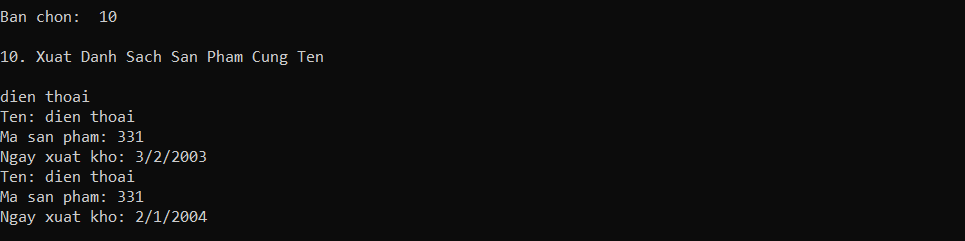 Ban chon:  10
10. Xuat Danh Sach San Pham Cung Ten
dien thoai
Ten: dien thoai
Ma san pham: 331
Ngay xuat kho: 3/2/2003
Ten: dien thoai
Ma san pham: 331
Ngay xuat kho: 2/1/2004